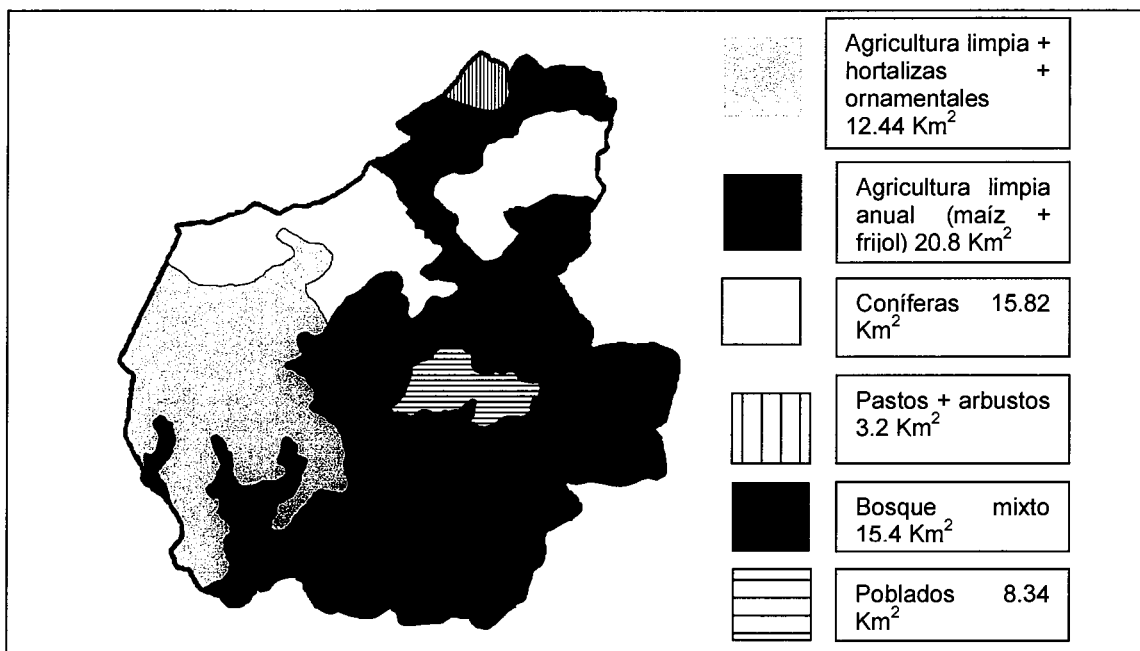 Agricultura limpia +
hortalizas +
ornamentales
12.44 Km²
Agricultura limpia
anual (maíz +
frijol) 20.8 Km²
Coníferas 15.82
Km²
Pastos + arbustos
3.2 Km²
Bosque mixto
15.4 Km²
Poblados 8.34
Km²